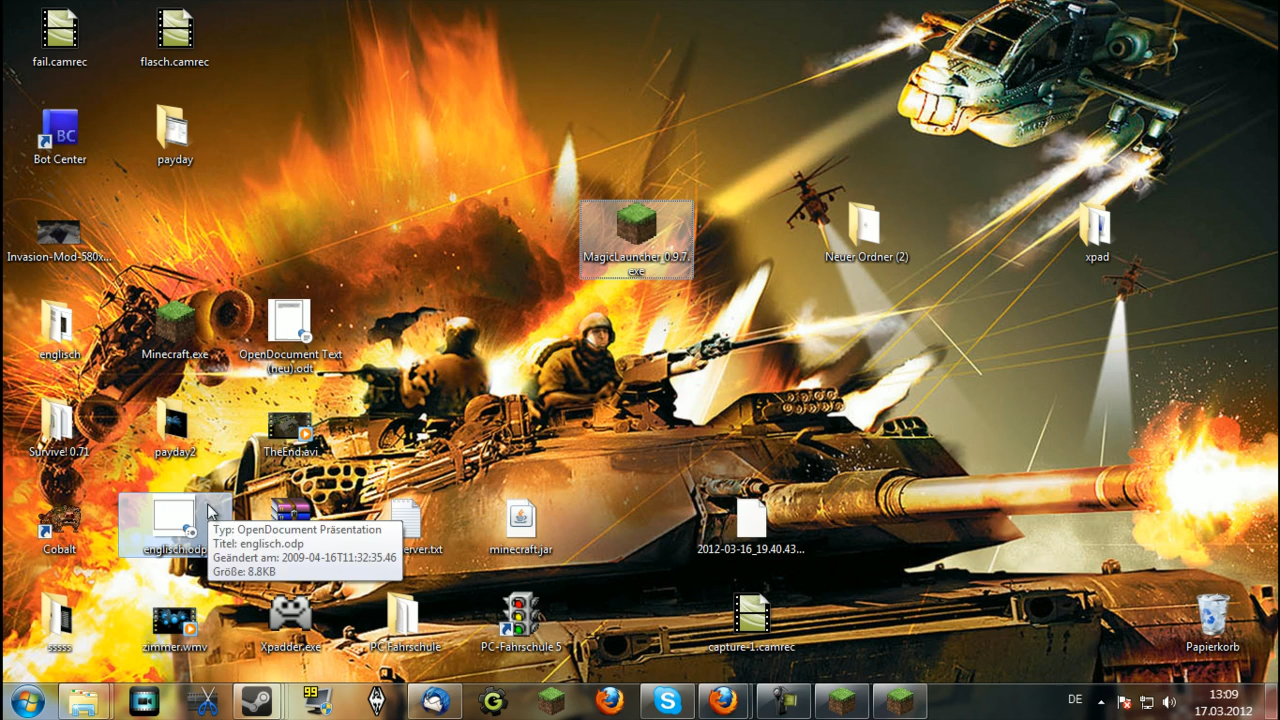 fail.camrec
flasch.camrec
BC
Bot Center
payday
Invasion-Mod-580x...
MagicLauncher_0.9.7.
exe
Neuer Ordner (2)
xpad
englisch
Minecraft.exe
OpenDocument Text
(neu).odt
Survive! 0.71
payday2
TheEnd.avi
Cobalt
englisch.odp
Typ: OpenDocument Präsentation
Titel: englisch.odp
Geändert am: 2009-04-16T11:32:35.46
Größe: 8.8KB
erver.txt
minecraft.jar
2012-03-16_19.40.43...
sssss
zimmer.wmv
Xpadder.exe
PC Fahrschule
PC-Fahrschule 5
capture-1.camrec
Papierkorb
99
DE
13:09
17.03.2012